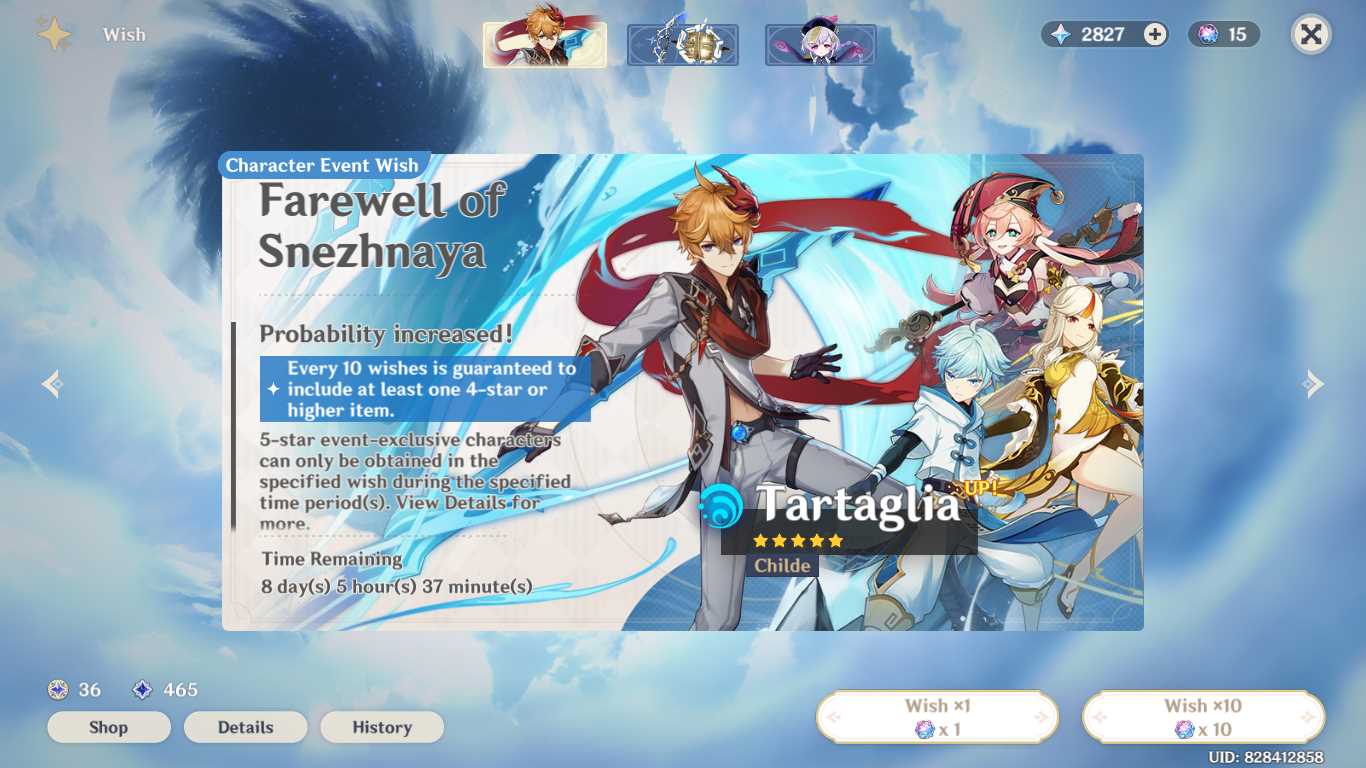 Wish
2827
15
Character Event Wish
Farewell of
Snezhnaya
Probability increased!
Every 10 wishes is guaranteed to
include at least one 4-star or
higher item.
5-star event-exclusive characters
can only be obtained in the
specified wish during the specified
time period(s). View Details for
more.
Time Remaining
8 day(s) 5 hour(s) 37 minute(s)
Tartaglia
UP!
Childe
36
465
Shop
Details
History
Wish ×1
x 1
Wish ×10
x 10
UID: 828412858